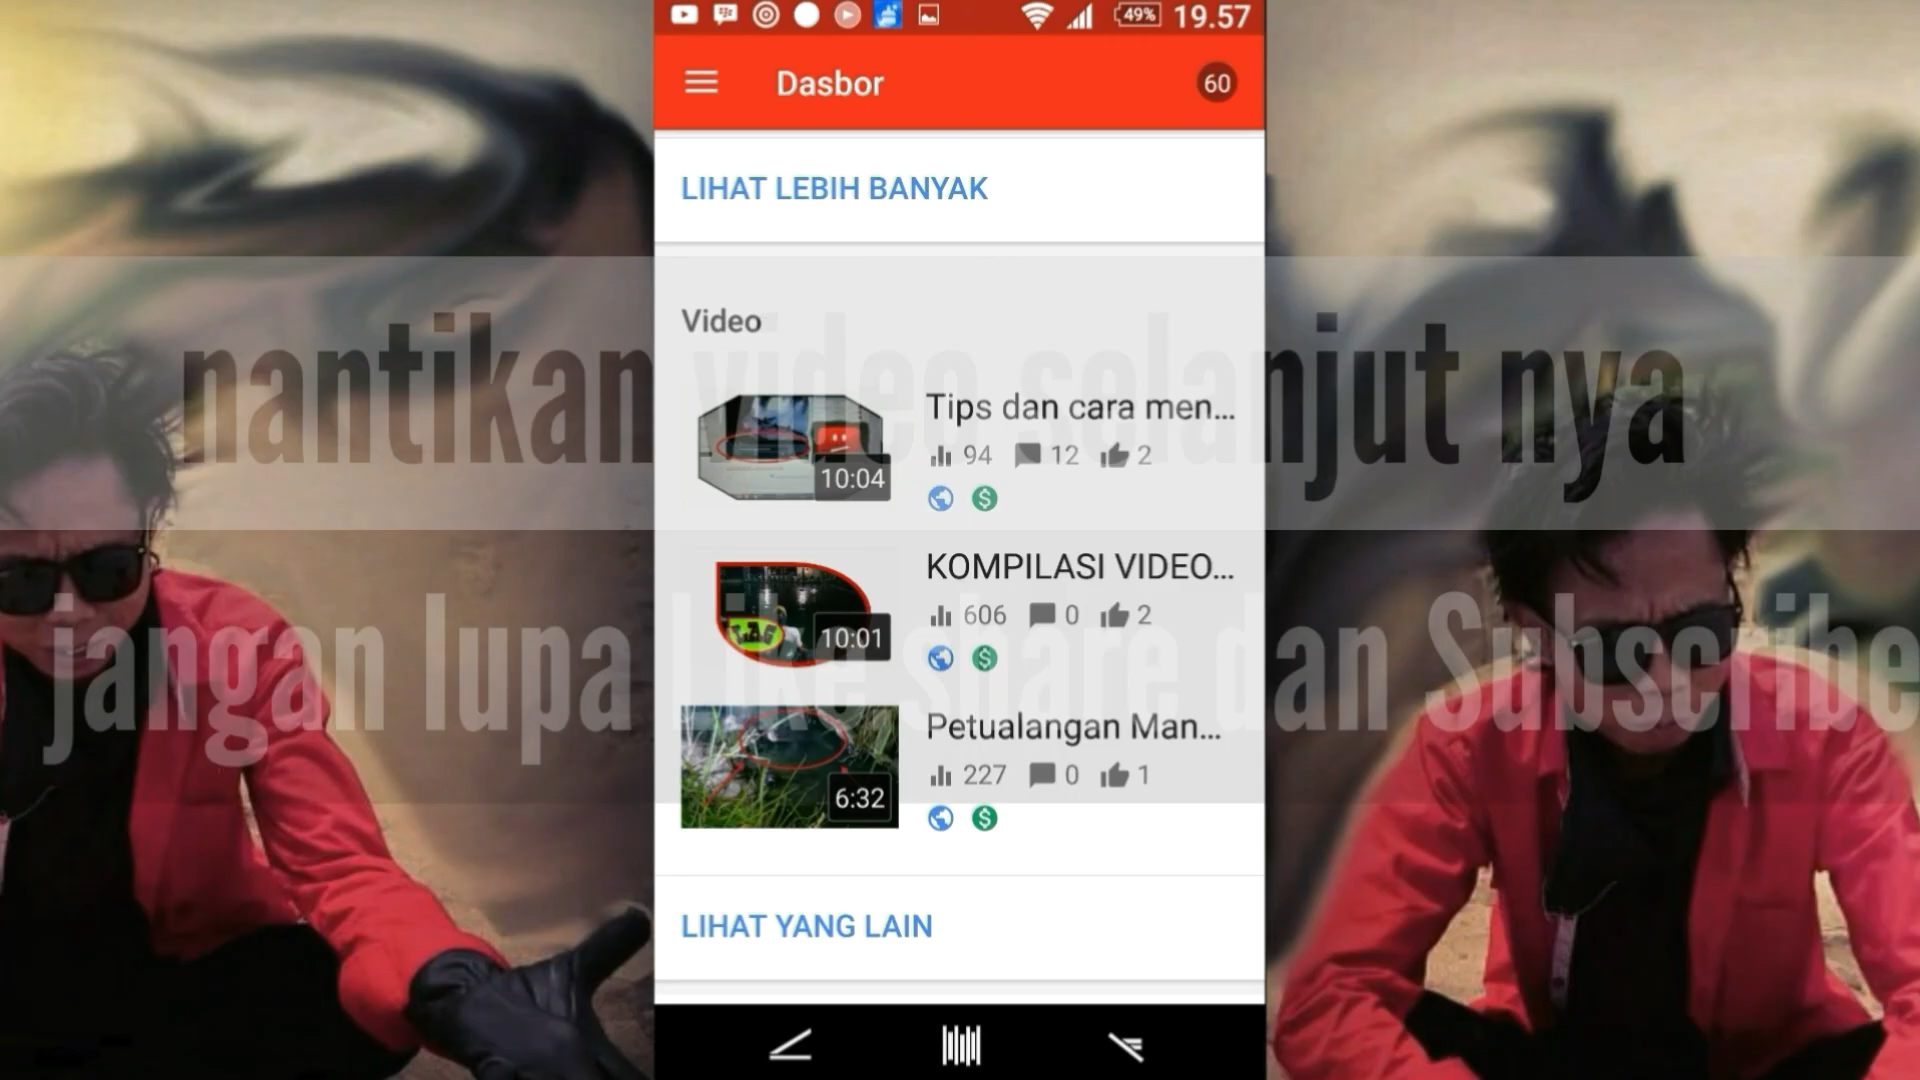 49% 19.57
Dasbor 60
LIHAT LEBIH BANYAK
Video
nantikan video selanjut nya
Tips dan cara men...
94 12 2
10:04
KOMPILASI VIDEO...
606 0 2
10:01
jangan lupa Like share dan Subscribe
Petualangan Man...
227 0 1
6:32
LIHAT YANG LAIN